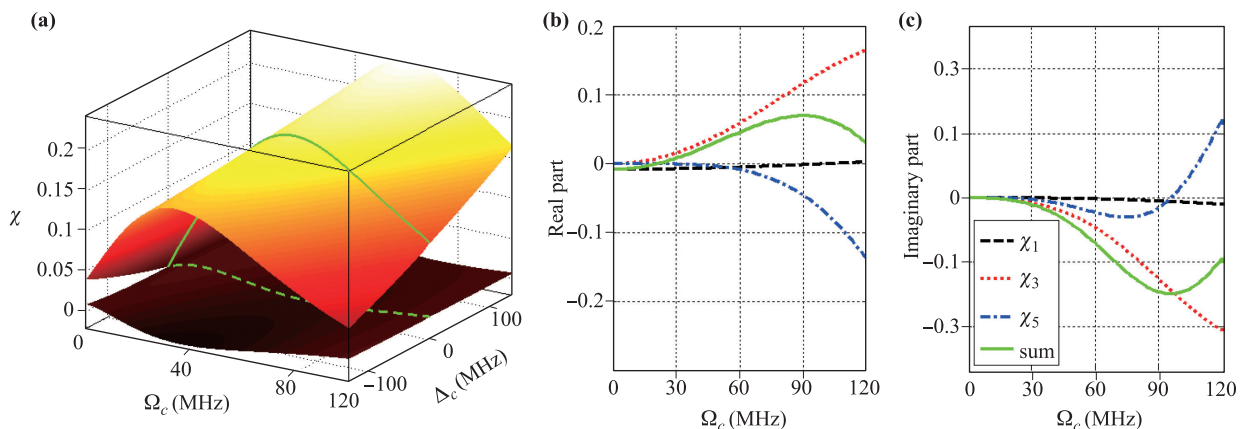 (a)
χ
0.2
0.15
0.1
0.05
0
0
40
80
120
Ω_c (MHz)
−100
0
100
Δ_c (MHz)
(b)
Real part
0.2
0.1
0
−0.1
−0.2
0 30 60 90 120
Ω_c (MHz)
(c)
Imaginary part
0.3
0.1
0
−0.1
−0.3
χ₁
χ₃
χ₅
sum
0 30 60 90 120
Ω_c (MHz)